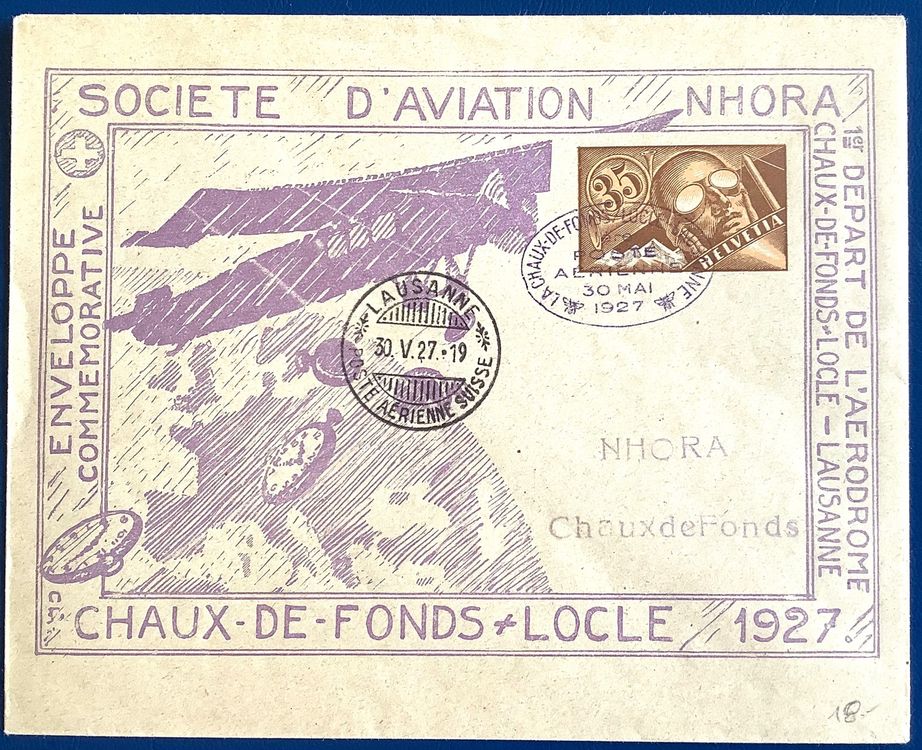 SOCIETE D'AVIATION NHORA
ENVELOPPE
COMMEMORATIVE
1er DEPART DE L'AERODROME
CHAUX-DE-FONDS+LOCLE-LAUSANNE
35
HELVETIA
LA CHAUX-DE-FONDS
POSTE
AÉRIENNE
30 MAI
1927
LAUSANNE
30.V.27.-19
POSTE AÉRIENNE SUISSE
NHORA
ChauxdeFonds
CHAUX-DE-FONDS+LOCLE 1927
18.-